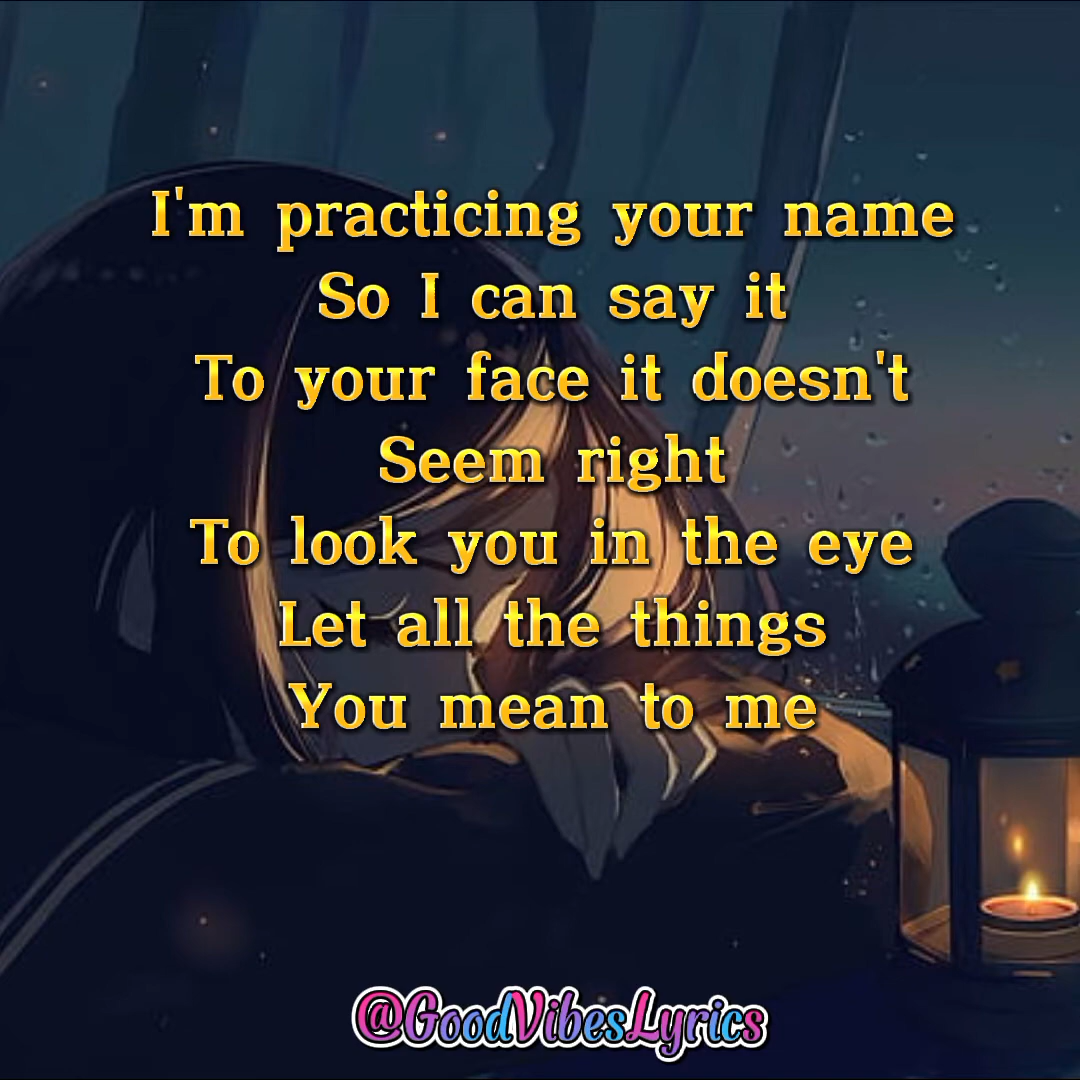 I'm practicing your name
So I can say it
To your face it doesn't
Seem right
To look you in the eye
Let all the things
You mean to me
@GoodVibesLyrics